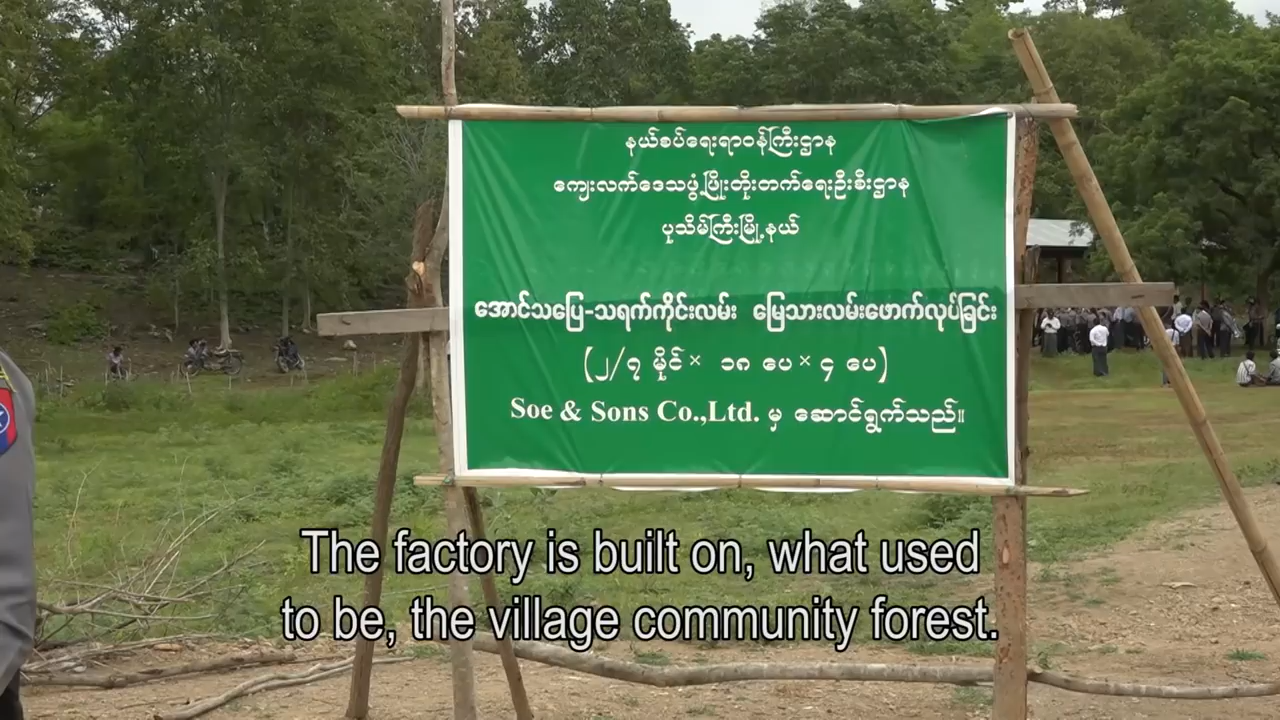 နယ်စပ်ရေးရာဝန်ကြီးဌာန
ကျေးလက်ဒေသဖွံ့ဖြိုးတိုးတက်ရေးဦးစီးဌာန
ပုသိမ်ကြီးမြို့နယ်
အောင်သပြေ-သရက်ကိုင်းလမ်း မြေသားလမ်းဖောက်လုပ်ခြင်း
(၂/၇ မိုင် × ၁၈ ပေ × ၄ ပေ)
Soe & Sons Co.,Ltd. မှ ဆောင်ရွက်သည်။
The factory is built on, what used
to be, the village community forest.